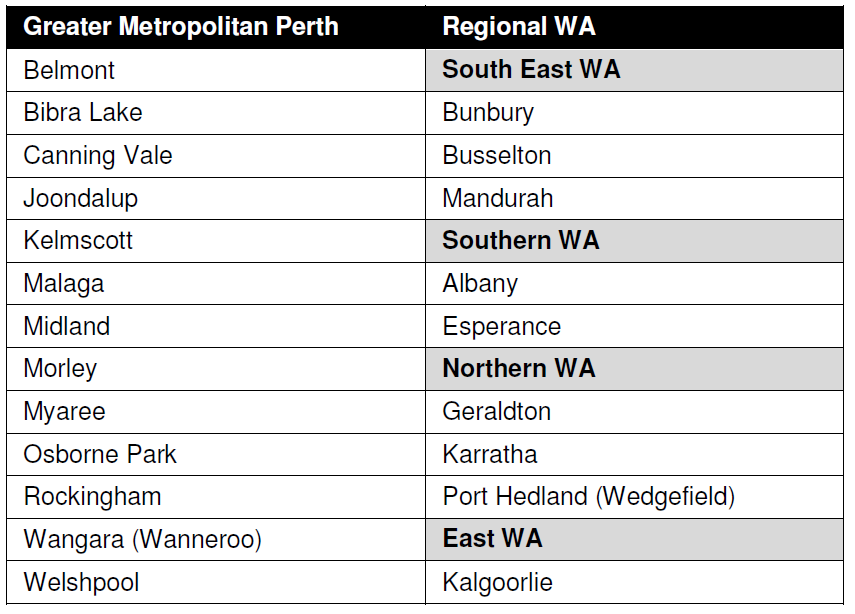 Greater Metropolitan Perth Regional WA
Belmont South East WA
Bibra Lake Bunbury
Canning Vale Busselton
Joondalup Mandurah
Kelmscott Southern WA
Malaga Albany
Midland Esperance
Morley Northern WA
Myaree Geraldton
Osborne Park Karratha
Rockingham Port Hedland (Wedgefield)
Wangara (Wanneroo) East WA
Welshpool Kalgoorlie